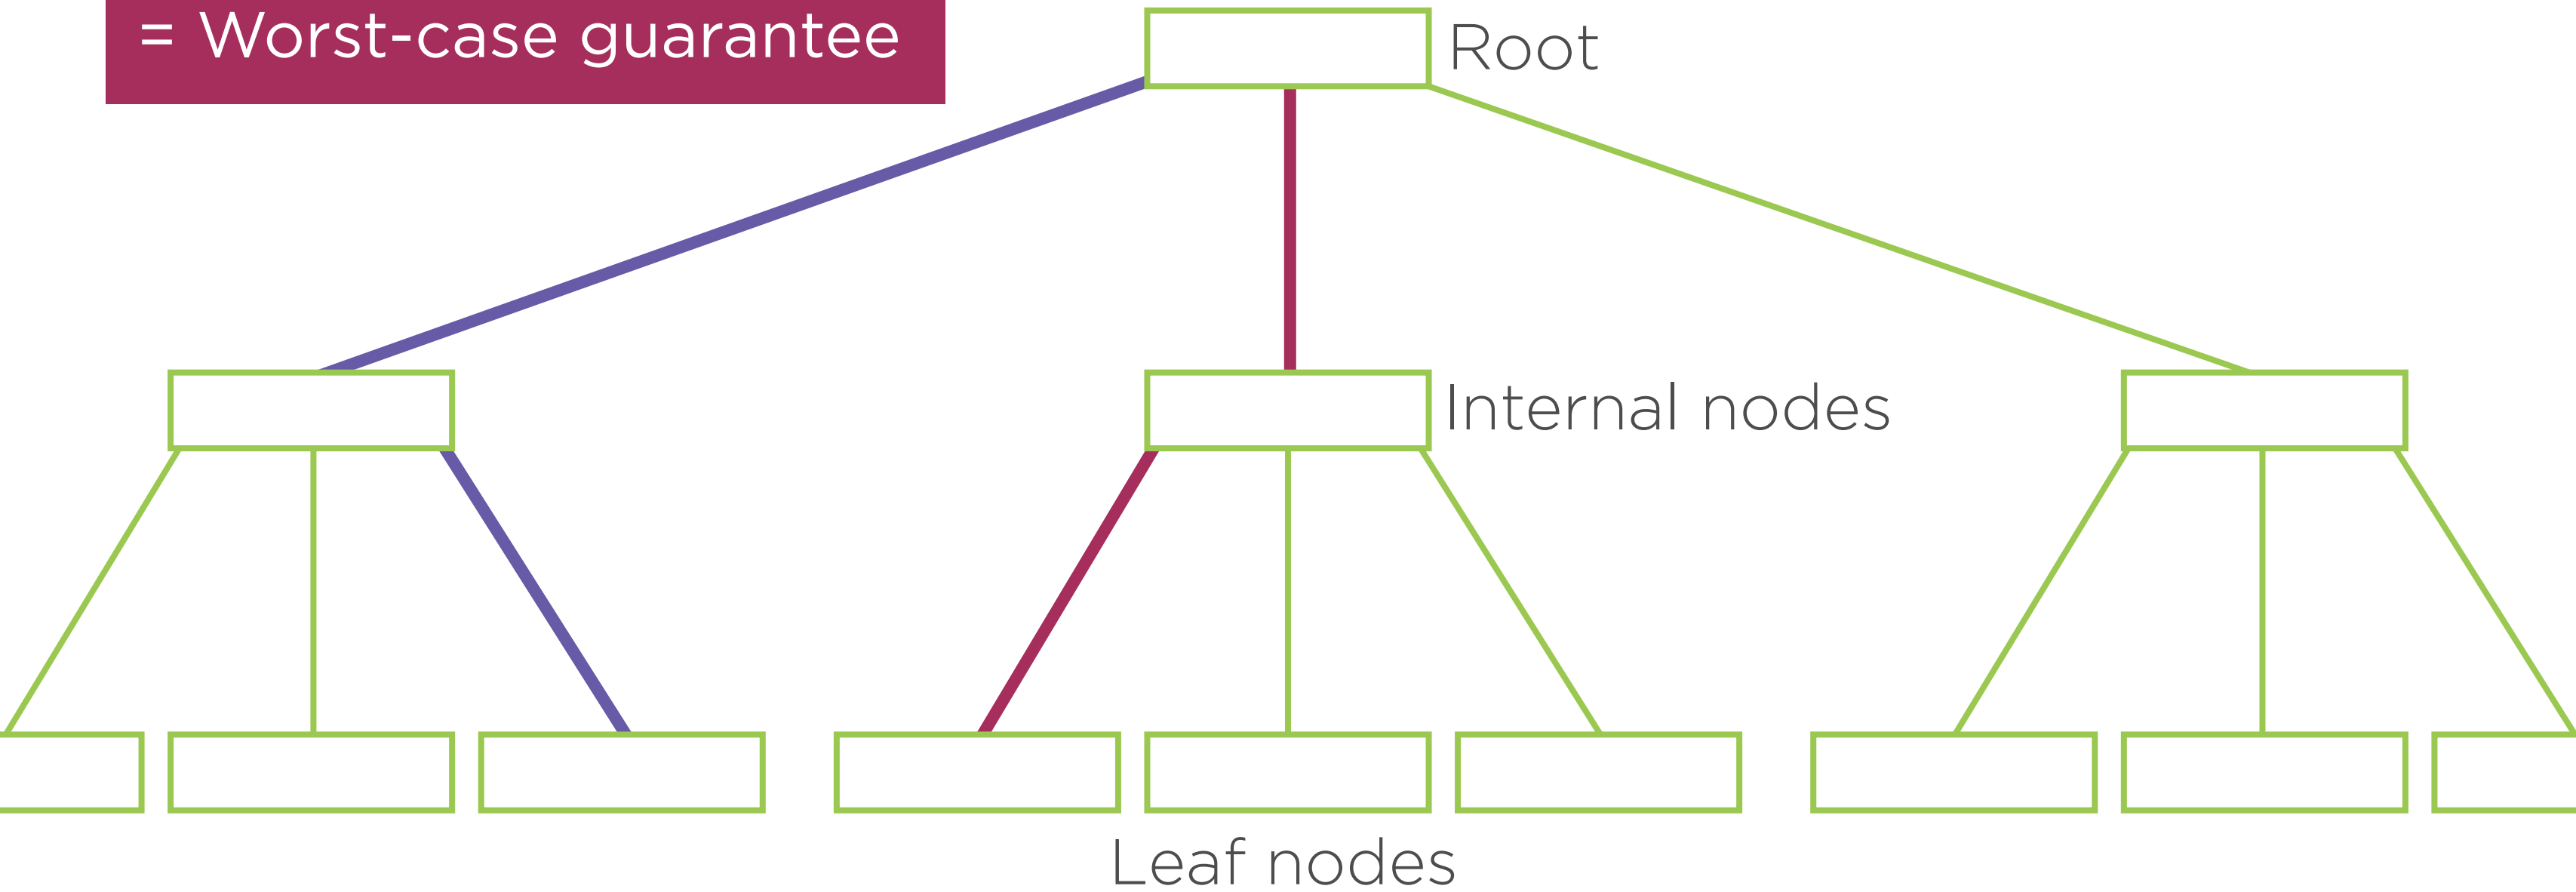 = Worst-case guarantee
Root
Internal nodes
Leaf nodes